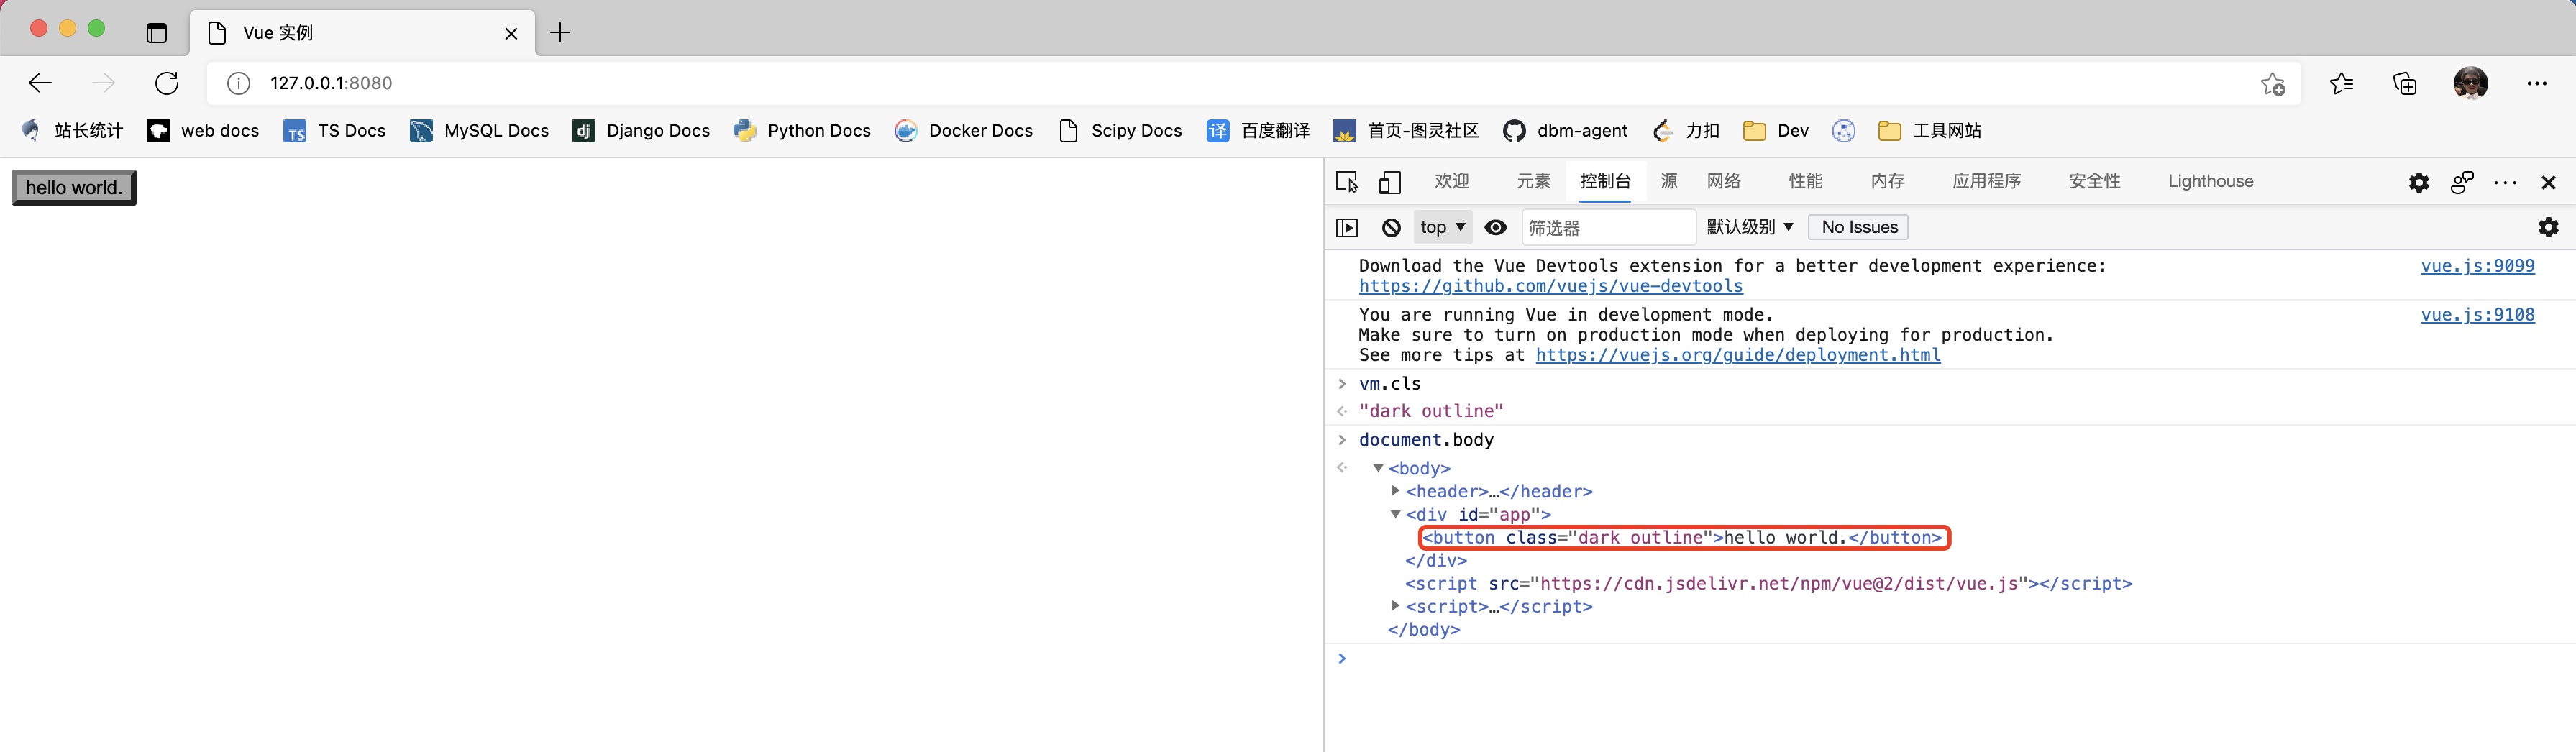 Vue 实例
127.0.0.1:8080
站长统计 web docs TS Docs MySQL Docs Django Docs Python Docs Docker Docs Scipy Docs 百度翻译 首页-图灵社区 dbm-agent 力扣 Dev 工具网站
hello world.
欢迎 元素 控制台 源 网络 性能 内存 应用程序 安全性 Lighthouse
top 筛选器 默认级别 No Issues
Download the Vue Devtools extension for a better development experience: vue.js:9099
https://github.com/vuejs/vue-devtools
You are running Vue in development mode. vue.js:9108
Make sure to turn on production mode when deploying for production.
See more tips at https://vuejs.org/guide/deployment.html
> vm.cls
"dark outline"
> document.body
<body>
<header>…</header>
<div id="app">
<button class="dark outline">hello world.</button>
</div>
<script src="https://cdn.jsdelivr.net/npm/vue@2/dist/vue.js"></script>
<script>…</script>
</body>
>